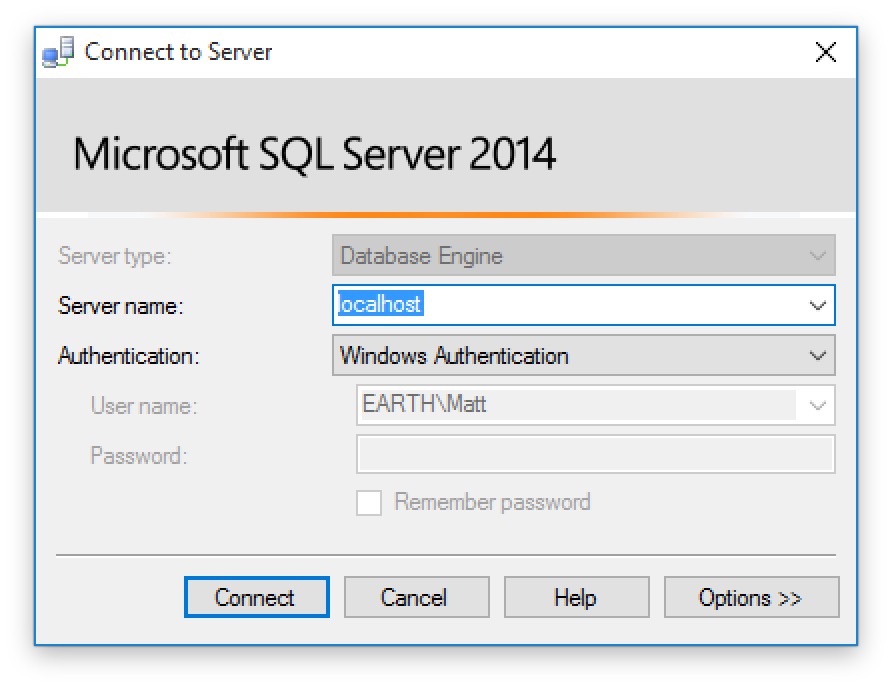 Connect to Server
Microsoft SQL Server 2014
Server type: Database Engine
Server name: localhost
Authentication: Windows Authentication
User name: EARTH\Matt
Password:
Remember password
Connect Cancel Help Options >>